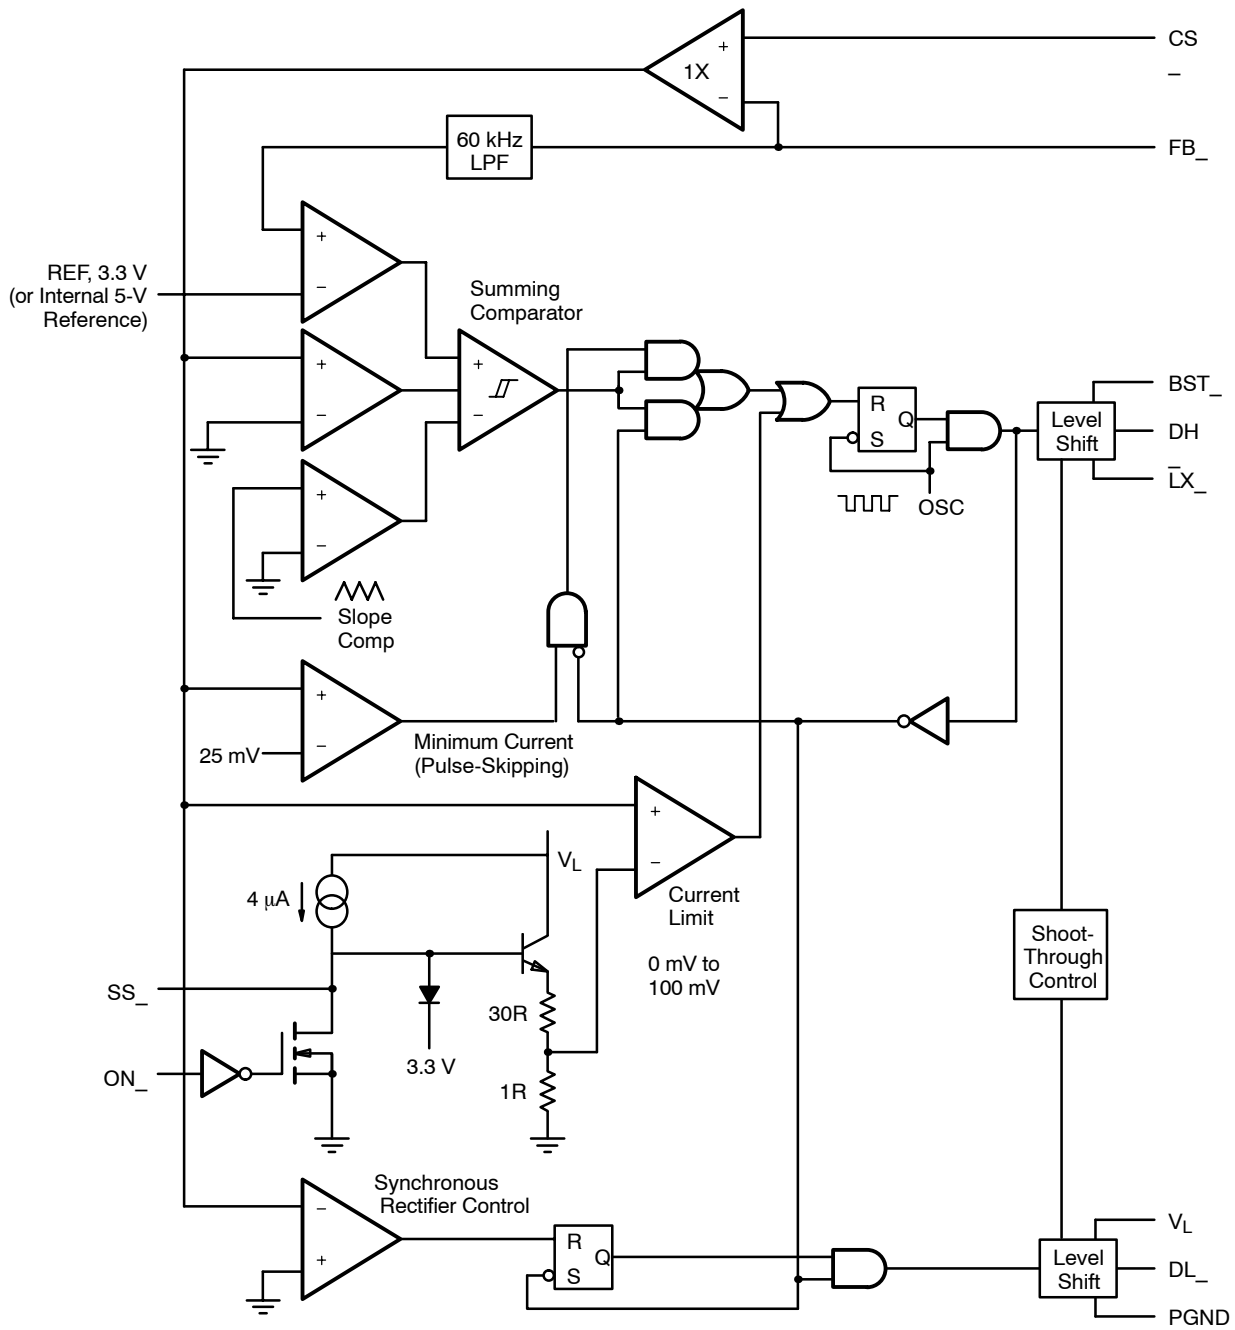 CS
_
+
1X
−
60 kHz
LPF
FB_
+
−
REF, 3.3 V
(or Internal 5-V
Reference)
Summing
Comparator
+
−
+
−
BST_
R
Q
S
Level
Shift
DH
_
LX_
OSC
+
−
Slope
Comp
+
−
25 mV
Minimum Current
(Pulse-Skipping)
+
−
VL
4 µA
Current
Limit
0 mV to
100 mV
Shoot-
Through
Control
SS_
30R
3.3 V
ON_
1R
Synchronous
Rectifier Control
−
+
R
Q
S
VL
Level
Shift
DL_
PGND